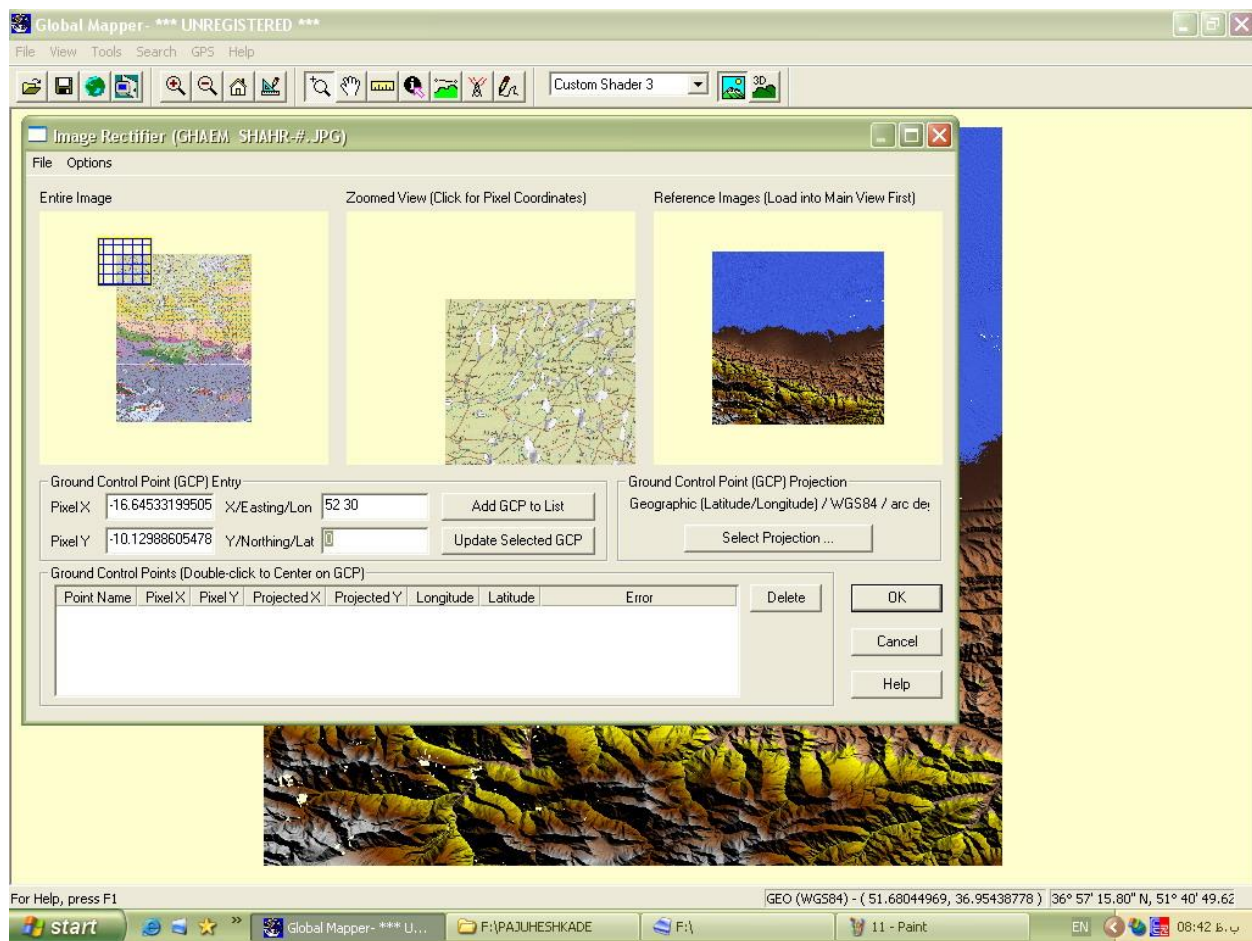 Global Mapper- *** UNREGISTERED ***
File View Tools Search GPS Help
Custom Shader 3
3D
Image Rectifier (GHAEM SHAHR-#.JPG)
File Options
Entire Image
Zoomed View (Click for Pixel Coordinates)
Reference Images (Load into Main View First)
Ground Control Point (GCP) Entry
Pixel X -16.64533199505 X/Easting/Lon 52 30 Add GCP to List
Pixel Y -10.12988605478 Y/Northing/Lat 0 Update Selected GCP
Ground Control Point (GCP) Projection
Geographic (Latitude/Longitude) / WGS84 / arc deg
Select Projection ...
Ground Control Points (Double-click to Center on GCP)
Point Name Pixel X Pixel Y Projected X Projected Y Longitude Latitude Error
Delete
OK
Cancel
Help
For Help, press F1
GEO (WGS84) - ( 51.68044969, 36.95438778 ) 36° 57' 15.80" N, 51° 40' 49.62
start
Global Mapper- *** U...
F:\PAJUHESHKADE
F:\
11 - Paint
EN
08:42 ب.ظ